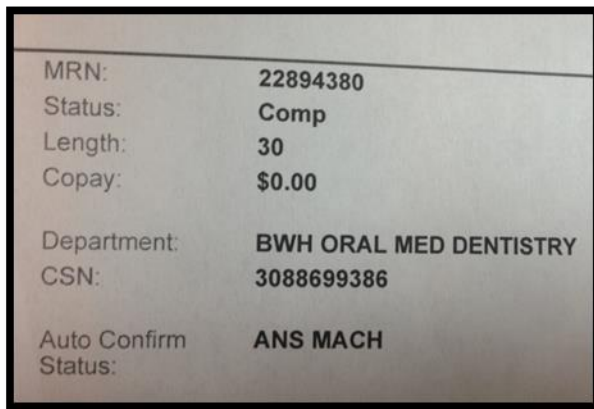 MRN: 22894380
Status: Comp
Length: 30
Copay: $0.00
Department: BWH ORAL MED DENTISTRY
CSN: 3088699386
Auto Confirm ANS MACH
Status: